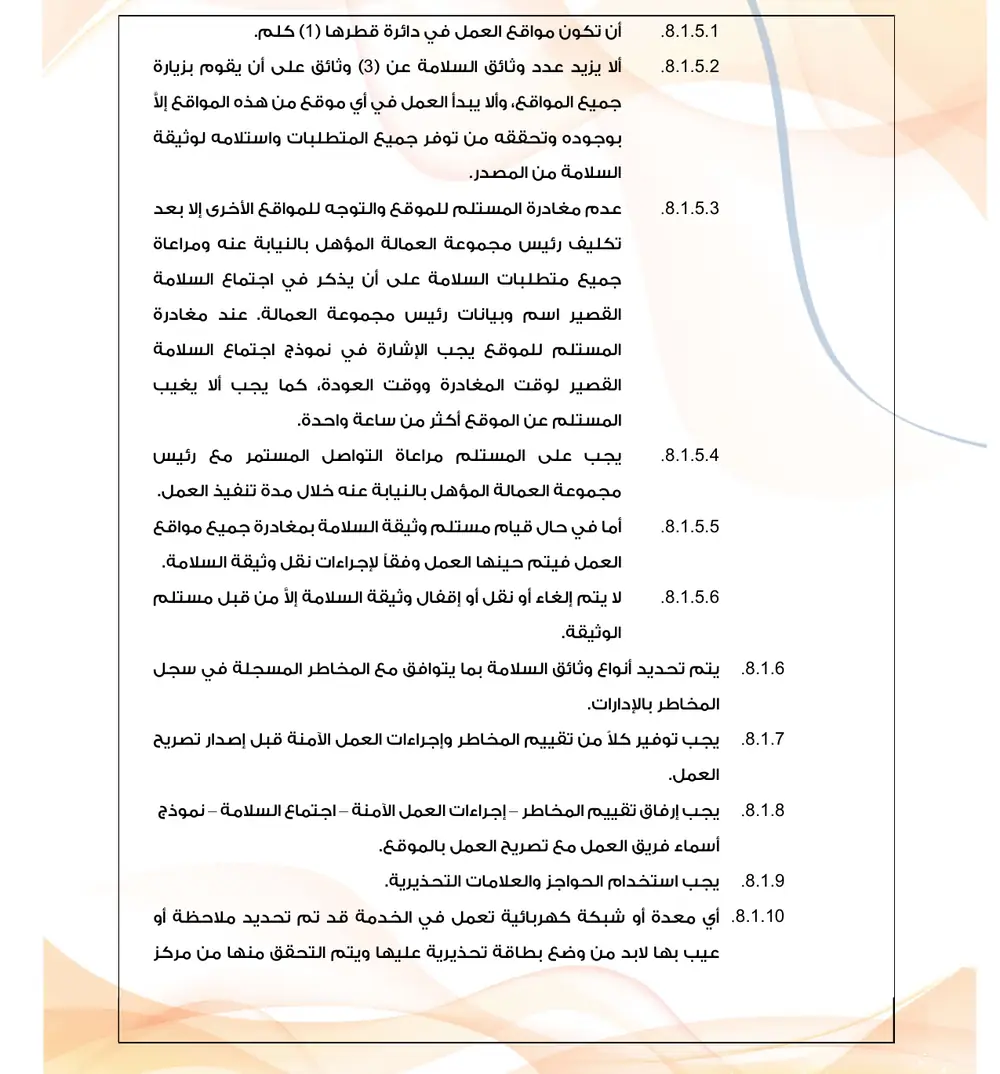 8.1.5.1. أن تكون مواقع العمل في دائرة قطرها (1) كلم.
8.1.5.2. ألا يزيد عدد وثائق السلامة عن (3) وثائق على أن يقوم بزيارة
جميع المواقع، وألا يبدأ العمل في أي موقع من هذه المواقع إلاَّ
بوجوده وتحققه من توفر جميع المتطلبات واستلامه لوثيقة
السلامة من المصدر.
8.1.5.3. عدم مغادرة المستلم للموقع والتوجه للمواقع الأخرى إلا بعد
تكليف رئيس مجموعة العمالة المؤهل بالنيابة عنه ومراعاة
جميع متطلبات السلامة على أن يذكر في اجتماع السلامة
القصير اسم وبيانات رئيس مجموعة العمالة. عند مغادرة
المستلم للموقع يجب الإشارة في نموذج اجتماع السلامة
القصير لوقت المغادرة ووقت العودة، كما يجب ألا يغيب
المستلم عن الموقع أكثر من ساعة واحدة.
8.1.5.4. يجب على المستلم مراعاة التواصل المستمر مع رئيس
مجموعة العمالة المؤهل بالنيابة عنه خلال مدة تنفيذ العمل.
8.1.5.5. أما في حال قيام مستلم وثيقة السلامة بمغادرة جميع مواقع
العمل فيتم حينها العمل وفقاً لإجراءات نقل وثيقة السلامة.
8.1.5.6. لا يتم إلغاء أو نقل أو إقفال وثيقة السلامة إلاَّ من قبل مستلم
الوثيقة.
8.1.6. يتم تحديد أنواع وثائق السلامة بما يتوافق مع المخاطر المسجلة في سجل
المخاطر بالإدارات.
8.1.7. يجب توفير كلاً من تقييم المخاطر وإجراءات العمل الآمنة قبل إصدار تصريح
العمل.
8.1.8. يجب إرفاق تقييم المخاطر – إجراءات العمل الآمنة – اجتماع السلامة – نموذج
أسماء فريق العمل مع تصريح العمل بالموقع.
8.1.9. يجب استخدام الحواجز والعلامات التحذيرية.
8.1.10. أي معدة أو شبكة كهربائية تعمل في الخدمة قد تم تحديد ملاحظة أو
عيب بها لابد من وضع بطاقة تحذيرية عليها ويتم التحقق منها من مركز